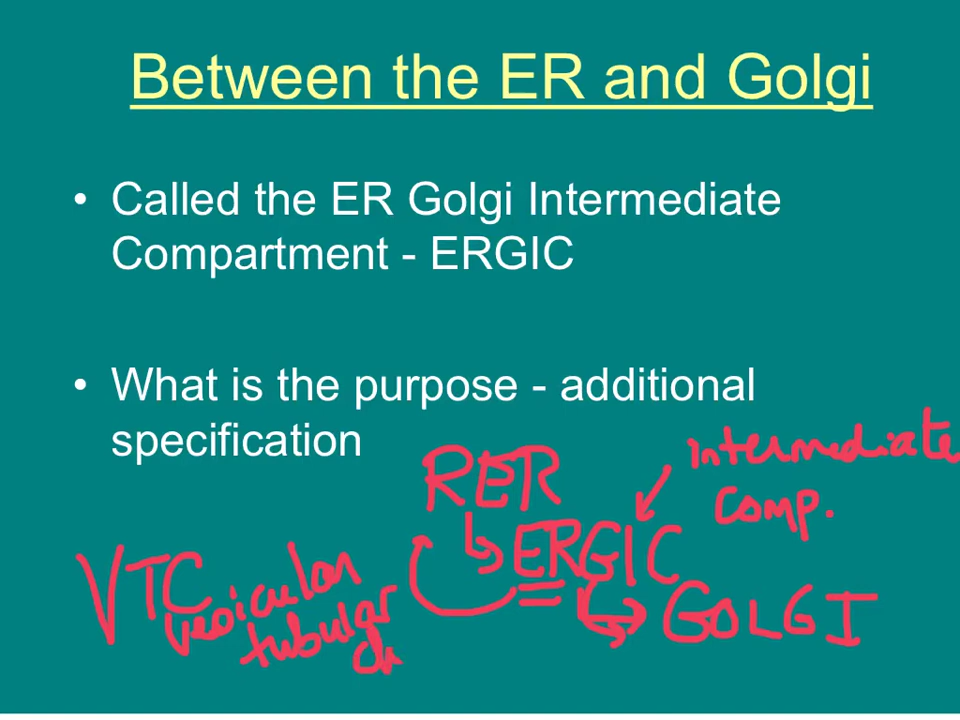 Between the ER and Golgi
• Called the ER Golgi Intermediate
Compartment - ERGIC
• What is the purpose - additional
specification
RER
intermediate
comp.
ERGIC
VTC
vesicular
tubular
GOLGI